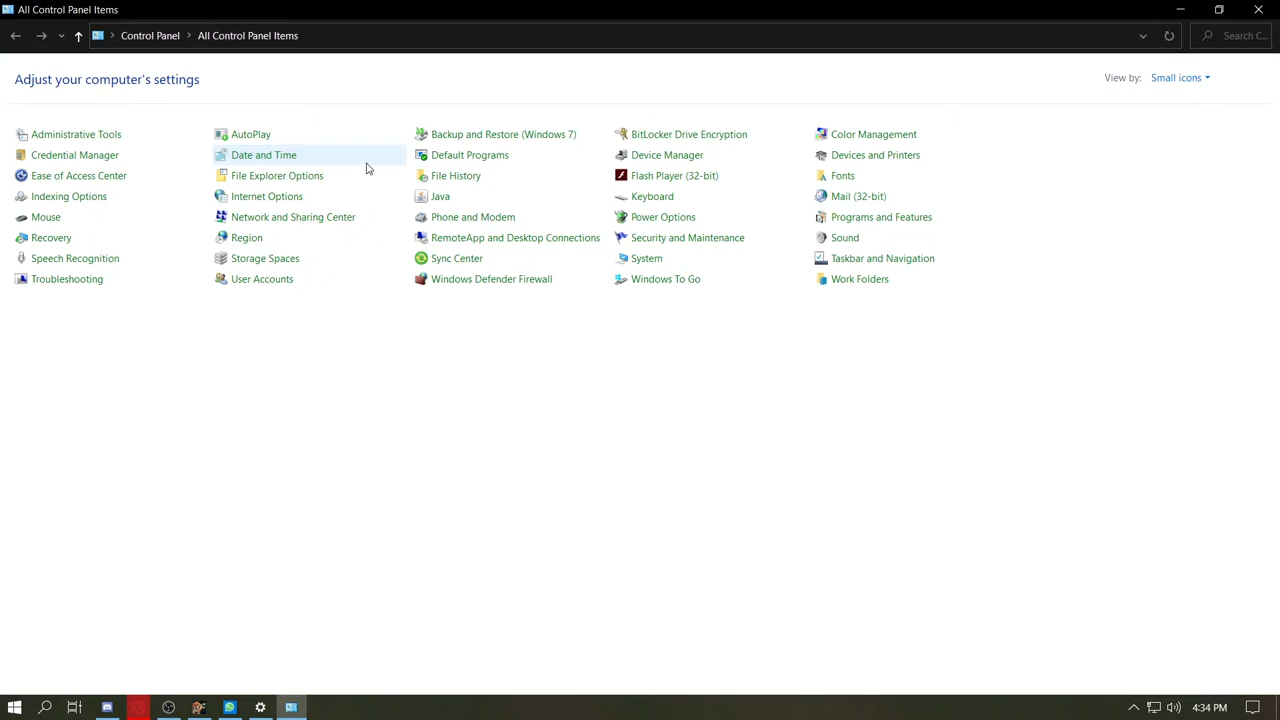 All Control Panel Items
Control Panel
All Control Panel Items
Search C...
Adjust your computer's settings
View by:
Small icons
Administrative Tools
AutoPlay
Backup and Restore (Windows 7)
BitLocker Drive Encryption
Color Management
Credential Manager
Date and Time
Default Programs
Device Manager
Devices and Printers
Ease of Access Center
File Explorer Options
File History
Flash Player (32-bit)
Fonts
Indexing Options
Internet Options
Java
Keyboard
Mail (32-bit)
Mouse
Network and Sharing Center
Phone and Modem
Power Options
Programs and Features
Recovery
Region
RemoteApp and Desktop Connections
Security and Maintenance
Sound
Speech Recognition
Storage Spaces
Sync Center
System
Taskbar and Navigation
Troubleshooting
User Accounts
Windows Defender Firewall
Windows To Go
Work Folders
4:34 PM